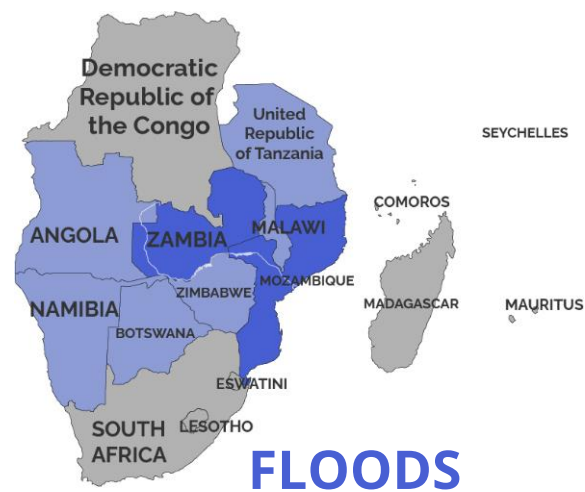 Democratic
Republic of
the Congo
United
Republic
of Tanzania
SEYCHELLES
COMOROS
ANGOLA
ZAMBIA
MALAWI
MOZAMBIQUE
ZIMBABWE
NAMIBIA
MADAGASCAR
MAURITUS
BOTSWANA
ESWATINI
SOUTH
AFRICA
LESOTHO
FLOODS